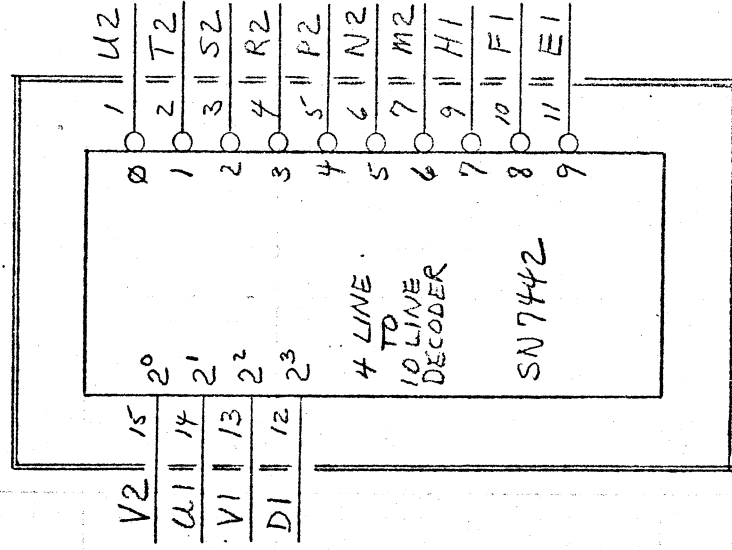 1 U2
2 T2
3 S2
4 R2
5 P2
6 N2
7 M2
9 H1
10 F1
11 E1
0
1
2
3
4
5
6
7
8
9
4 LINE
TO
10 LINE
DECODER
SN7442
2⁰
2¹
2²
2³
V2 15
U1 14
V1 13
D1 12